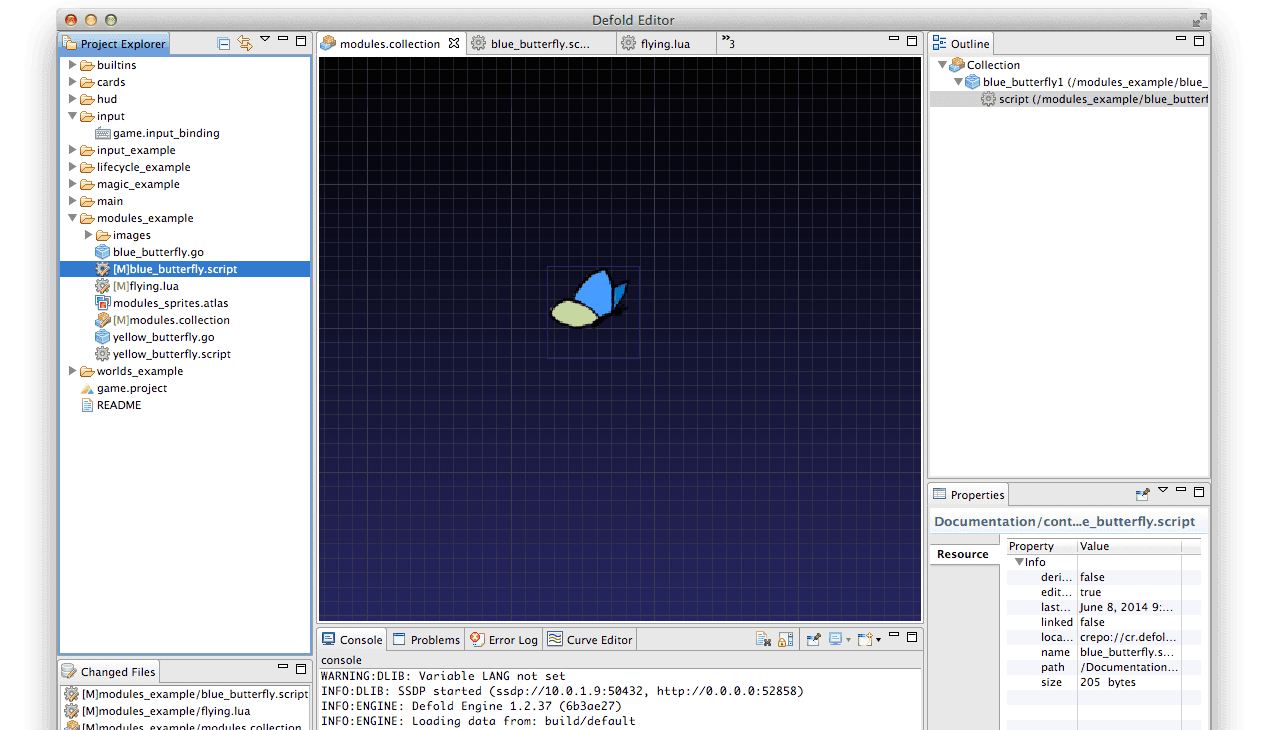 Defold Editor
Project Explorer
builtins
cards
hud
input
game.input_binding
input_example
lifecycle_example
magic_example
main
modules_example
images
blue_butterfly.go
[M]blue_butterfly.script
[M]flying.lua
modules_sprites.atlas
[M]modules.collection
yellow_butterfly.go
yellow_butterfly.script
worlds_example
game.project
README
Changed Files
[M]modules_example/blue_butterfly.script
[M]modules_example/flying.lua
[M]modules_example/modules.collection
modules.collection blue_butterfly.sc... flying.lua »3
Console Problems Error Log Curve Editor
console
WARNING:DLIB: Variable LANG not set
INFO:DLIB: SSDP started (ssdp://10.0.1.9:50432, http://0.0.0.0:52858)
INFO:ENGINE: Defold Engine 1.2.37 (6b3ae27)
INFO:ENGINE: Loading data from: build/default
Outline
Collection
blue_butterfly1 (/modules_example/blue_
script (/modules_example/blue_butterf
Properties
Documentation/cont...e_butterfly.script
Resource
Property Value
Info
deri... false
edit... true
last... June 8, 2014 9:...
linked false
loca... crepo://cr.defol...
name blue_butterfly.s...
path /Documentation...
size 205 bytes